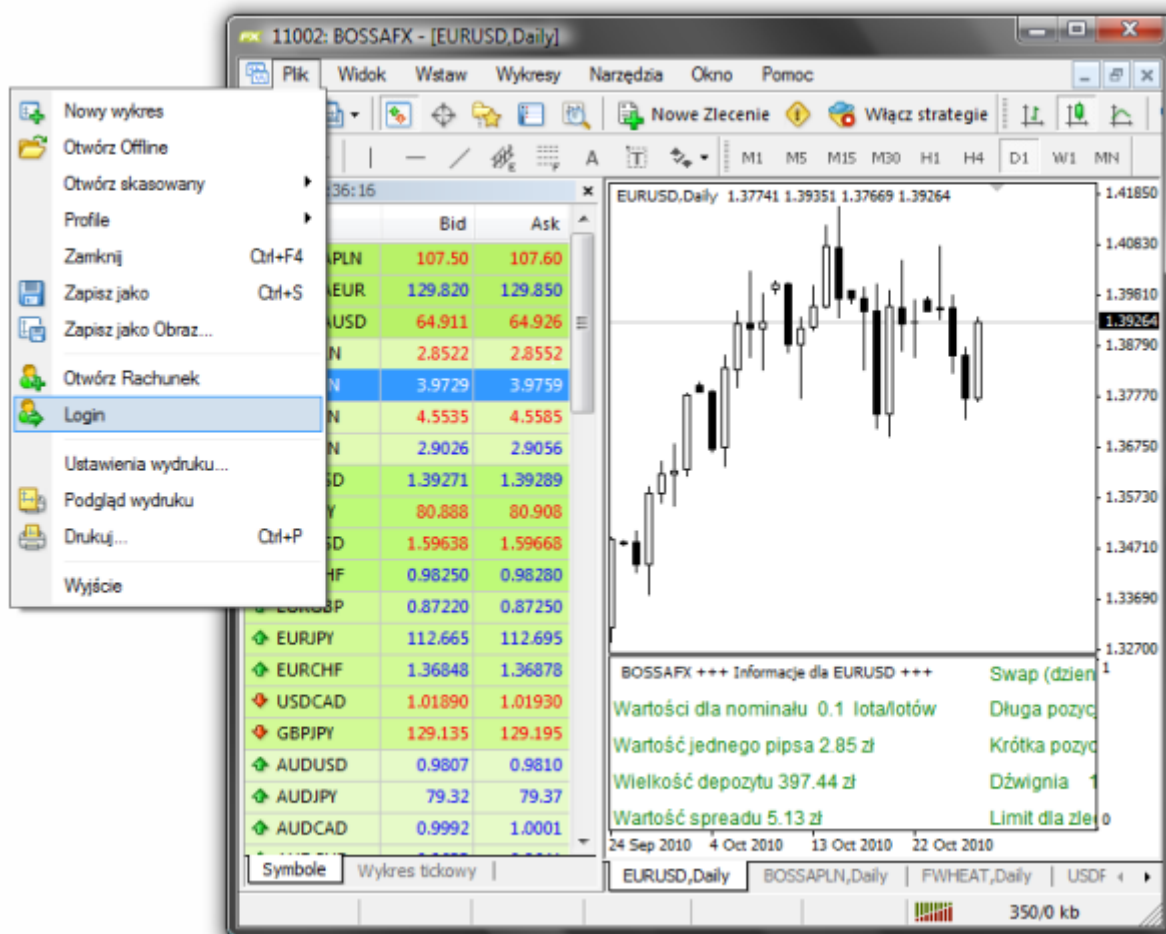 11002: BOSSAFX - [EURUSD,Daily]
Plik Widok Wstaw Wykresy Narzędzia Okno Pomoc
Nowe Zlecenie Włącz strategie
A T M1 M5 M15 M30 H1 H4 D1 W1 MN
Nowy wykres
Otwórz Offline
Otwórz skasowany
Profile
Zamknij Ctrl+F4
Zapisz jako Ctrl+S
Zapisz jako Obraz...
Otwórz Rachunek
Login
Ustawienia wydruku...
Podgląd wydruku
Drukuj... Ctrl+P
Wyjście
:36:16
Bid Ask
APLN 107.50 107.60
AEUR 129.820 129.850
AUSD 64.911 64.926
N 2.8522 2.8552
N 3.9729 3.9759
N 4.5535 4.5585
N 2.9026 2.9056
SD 1.39271 1.39289
Y 80.888 80.908
SD 1.59638 1.59668
HF 0.98250 0.98280
EURGBP 0.87220 0.87250
EURJPY 112.665 112.695
EURCHF 1.36848 1.36878
USDCAD 1.01890 1.01930
GBPJPY 129.135 129.195
AUDUSD 0.9807 0.9810
AUDJPY 79.32 79.37
AUDCAD 0.9992 1.0001
Symbole Wykres tickowy
EURUSD,Daily 1.37741 1.39351 1.37669 1.39264
1.41850
1.40830
1.39810
1.39264
1.38790
1.37770
1.36750
1.35730
1.34710
1.33690
1.32700
BOSSAFX +++ Informacje dla EURUSD +++ Swap (dzien 1
Wartości dla nominału 0.1 lota/lotów Długa pozyc
Wartość jednego pipsa 2.85 zł Krótka pozyc
Wielkość depozytu 397.44 zł Dźwignia 1
Wartość spreadu 5.13 zł Limit dla zle 0
24 Sep 2010 4 Oct 2010 13 Oct 2010 22 Oct 2010
EURUSD,Daily BOSSAPLN,Daily FWHEAT,Daily USDF
350/0 kb